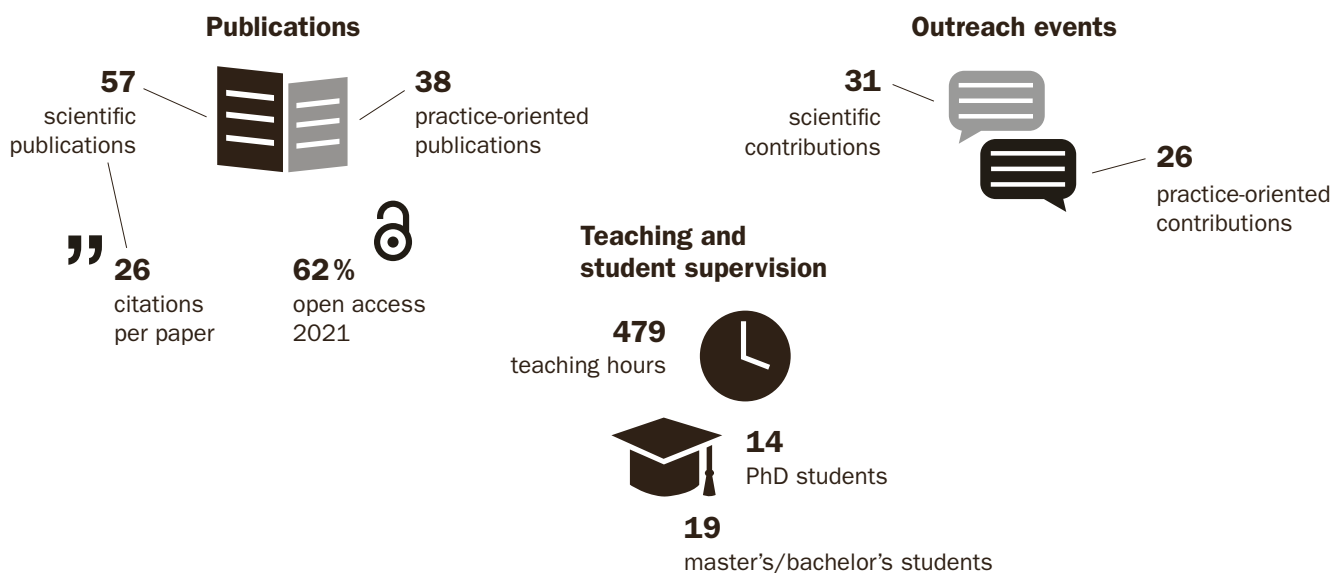 Publications
57
scientific
publications
38
practice-oriented
publications
”
26
citations
per paper
62 %
open access
2021
Outreach events
31
scientific
contributions
26
practice-oriented
contributions
Teaching and
student supervision
479
teaching hours
14
PhD students
19
master’s/bachelor’s students